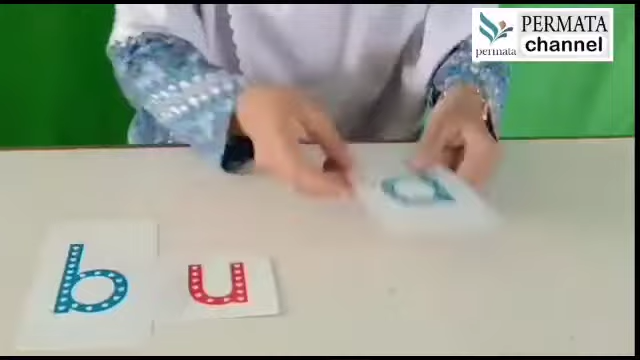 permata
PERMATA
channel
b
u
a